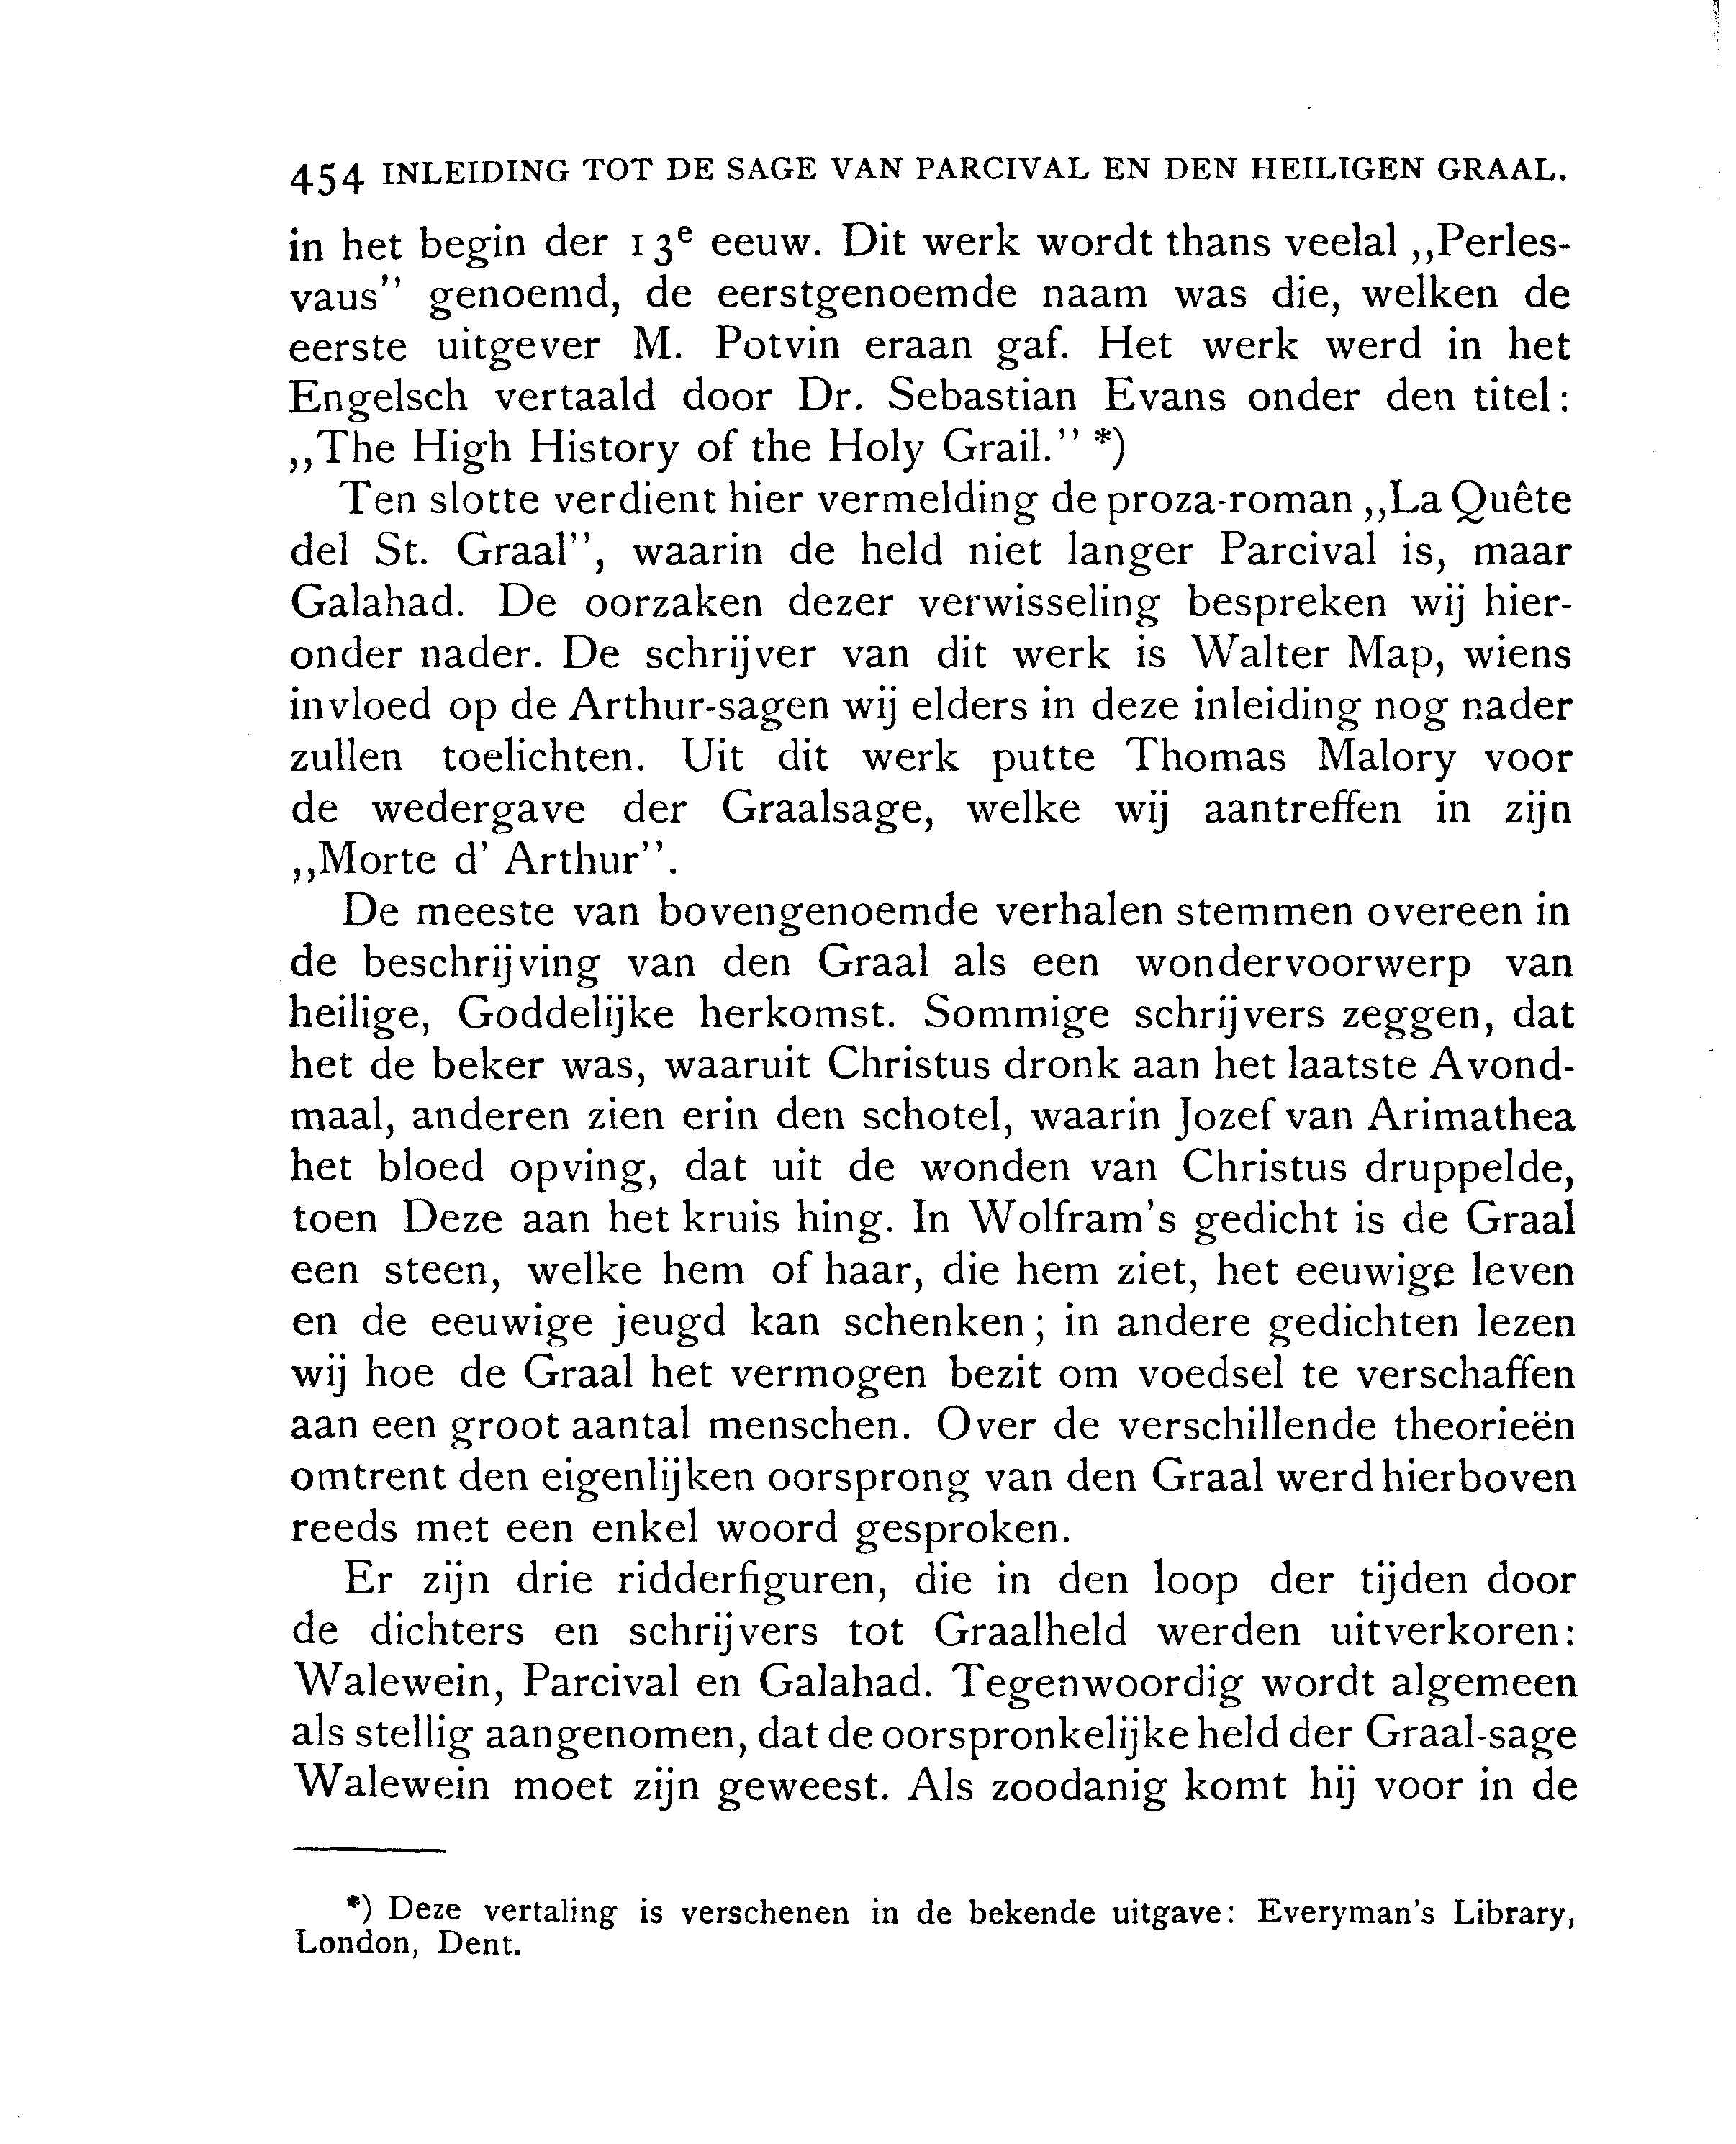 454 INLEIDING TOT DE SAGE VAN PARCIVAL EN DEN HEILIGEN GRAAL.
in het begin der 13e eeuw. Dit werk wordt thans veelal ,,Perles-
vaus'' genoemd, de eerstgenoemde naam was die, welken de
eerste uitgever M. Potvin eraan gaf. Het werk werd in het
Engelsch vertaald door Dr. Sebastian Evans onder den titel:
,,The High History of the Holy Grail.'' *)
Ten slotte verdient hier vermelding de proza-roman ,,La Quête
del St. Graal'', waarin de held niet langer Parcival is, maar
Galahad. De oorzaken dezer verwisseling bespreken wij hier-
onder nader. De schrijver van dit werk is Walter Map, wiens
invloed op de Arthur-sagen wij elders in deze inleiding nog nader
zullen toelichten. Uit dit werk putte Thomas Malory voor
de wedergave der Graalsage, welke wij aantreffen in zijn
,,Morte d' Arthur''.
De meeste van bovengenoemde verhalen stemmen overeen in
de beschrijving van den Graal als een wondervoorwerp van
heilige, Goddelijke herkomst. Sommige schrijvers zeggen, dat
het de beker was, waaruit Christus dronk aan het laatste Avond-
maal, anderen zien erin den schotel, waarin Jozef van Arimathea
het bloed opving, dat uit de wonden van Christus druppelde,
toen Deze aan het kruis hing. In Wolfram's gedicht is de Graal
een steen, welke hem of haar, die hem ziet, het eeuwige leven
en de eeuwige jeugd kan schenken; in andere gedichten lezen
wij hoe de Graal het vermogen bezit om voedsel te verschaffen
aan een groot aantal menschen. Over de verschillende theorieën
omtrent den eigenlijken oorsprong van den Graal werd hierboven
reeds met een enkel woord gesproken.
Er zijn drie ridderfiguren, die in den loop der tijden door
de dichters en schrijvers tot Graalheld werden uitverkoren:
Walewein, Parcival en Galahad. Tegenwoordig wordt algemeen
als stellig aangenomen, dat de oorspronkelijke held der Graal-sage
Walewein moet zijn geweest. Als zoodanig komt hij voor in de
*) Deze vertaling is verschenen in de bekende uitgave: Everyman's Library,
London, Dent.